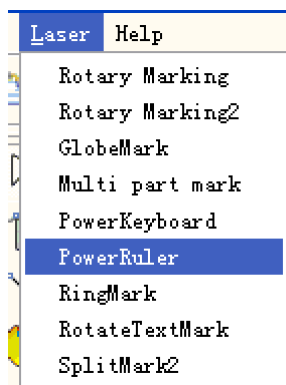 Laser Help
Rotary Marking
Rotary Marking2
GlobeMark
Multi part mark
PowerKeyboard
PowerRuler
RingMark
RotateTextMark
SplitMark2